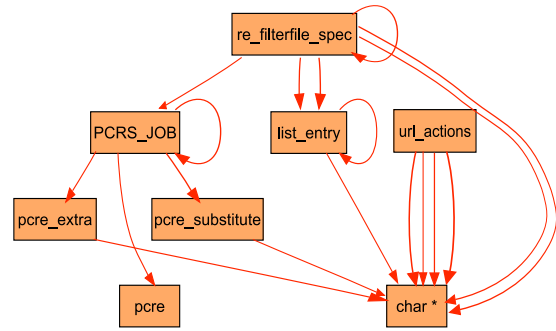 re_filterfile_spec
PCRS_JOB
list_entry
url_actions
pcre_extra
pcre_substitute
pcre
char *